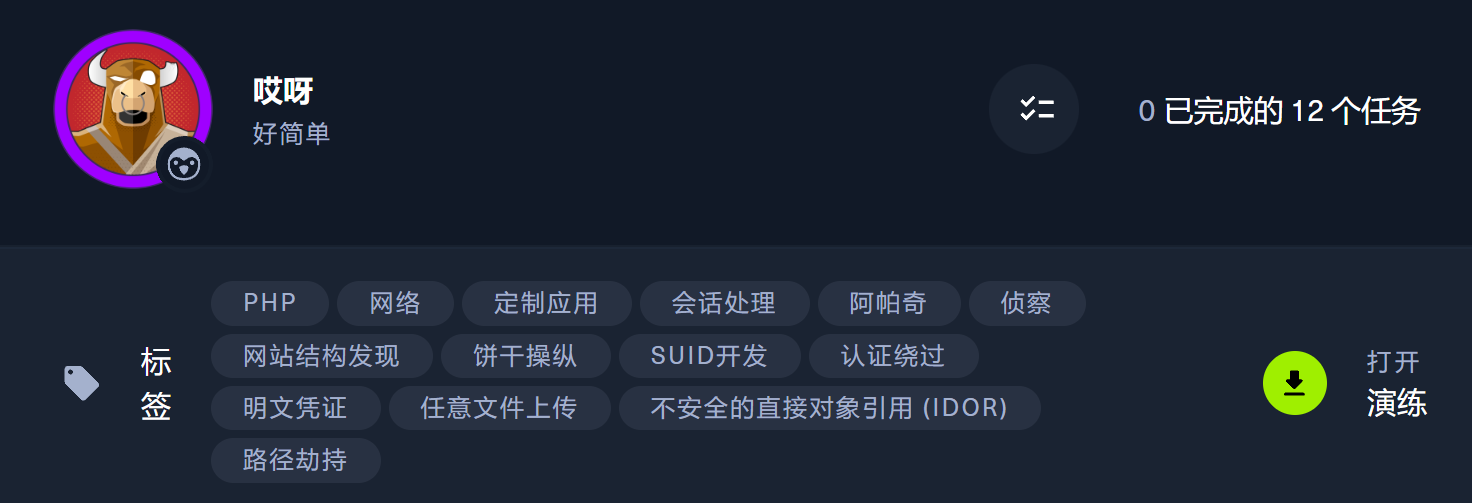 哎呀
好简单
0 已完成的 12 个任务
标
签
PHP 网络 定制应用 会话处理 阿帕奇 侦察
网站结构发现 饼干操纵 SUID开发 认证绕过
明文凭证 任意文件上传 不安全的直接对象引用 (IDOR)
路径劫持
打开
演练